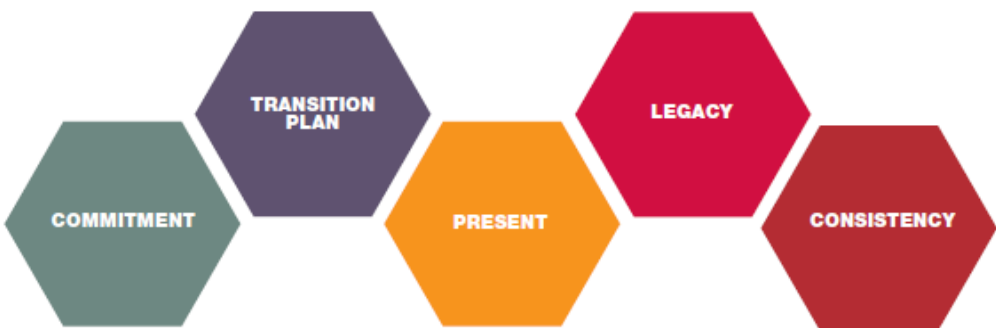 COMMITMENT
TRANSITION
PLAN
PRESENT
LEGACY
CONSISTENCY